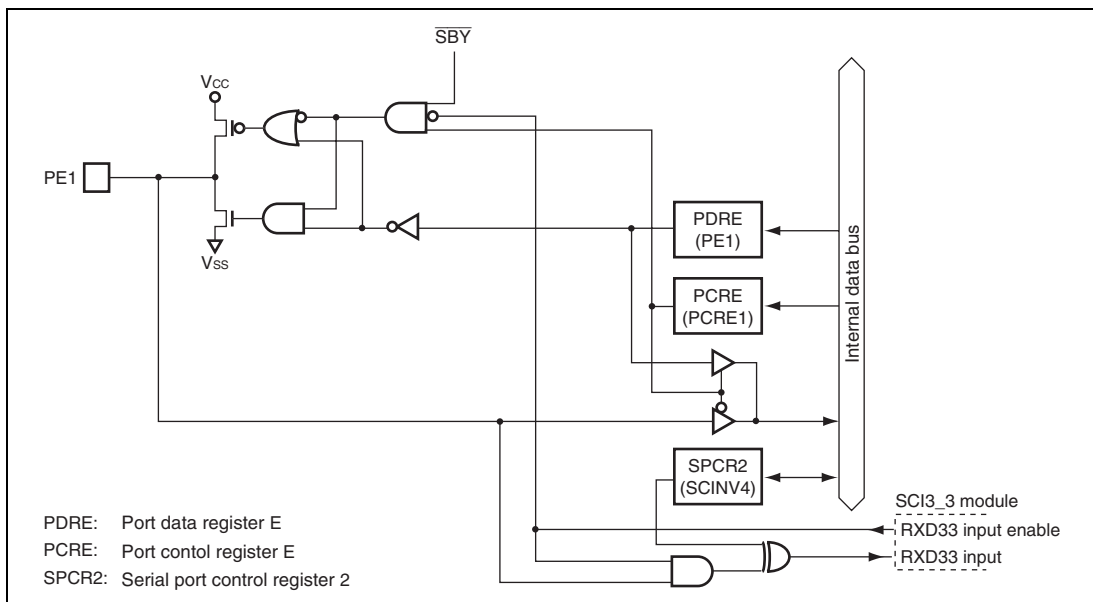 SBY
VCC
PE1
VSS
PDRE
(PE1)
PCRE
(PCRE1)
Internal data bus
SPCR2
(SCINV4)
SCI3_3 module
RXD33 input enable
RXD33 input
PDRE: Port data register E
PCRE: Port contol register E
SPCR2: Serial port control register 2